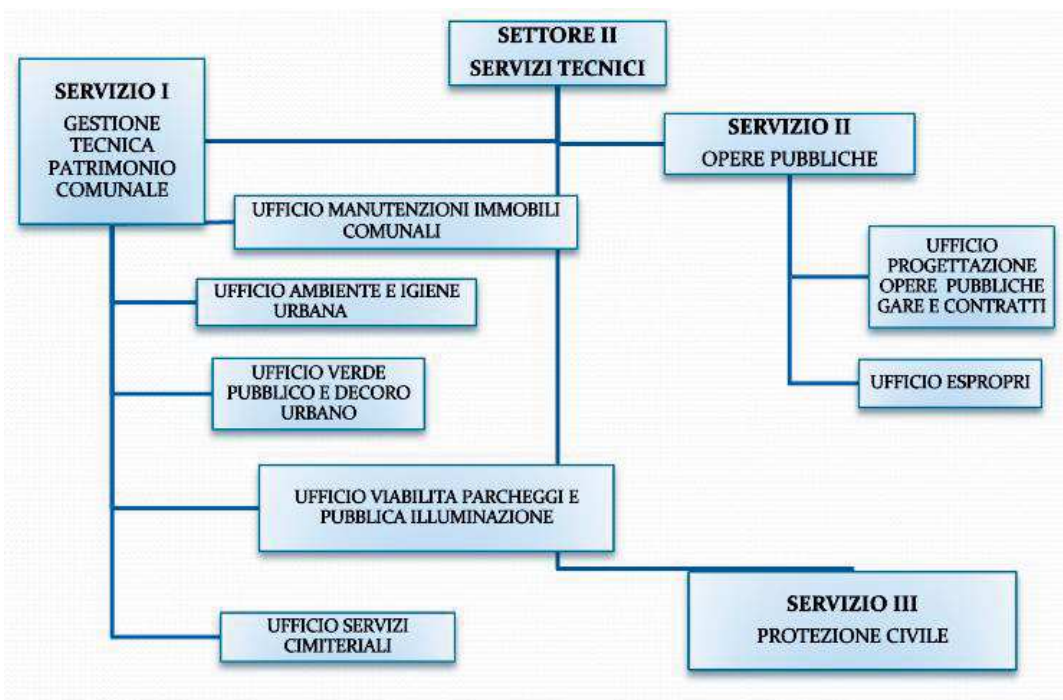 SETTORE II
SERVIZI TECNICI
SERVIZIO I
GESTIONE
TECNICA
PATRIMONIO
COMUNALE
SERVIZIO II
OPERE PUBBLICHE
UFFICIO MANUTENZIONI IMMOBILI
COMUNALI
UFFICIO AMBIENTE E IGIENE
URBANA
UFFICIO VERDE
PUBBLICO E DECORO
URBANO
UFFICIO VIABILITA PARCHEGGI E
PUBBLICA ILLUMINAZIONE
UFFICIO SERVIZI
CIMITERIALI
UFFICIO
PROGETTAZIONE
OPERE PUBBLICHE
GARE E CONTRATTI
UFFICIO ESPROPRI
SERVIZIO III
PROTEZIONE CIVILE